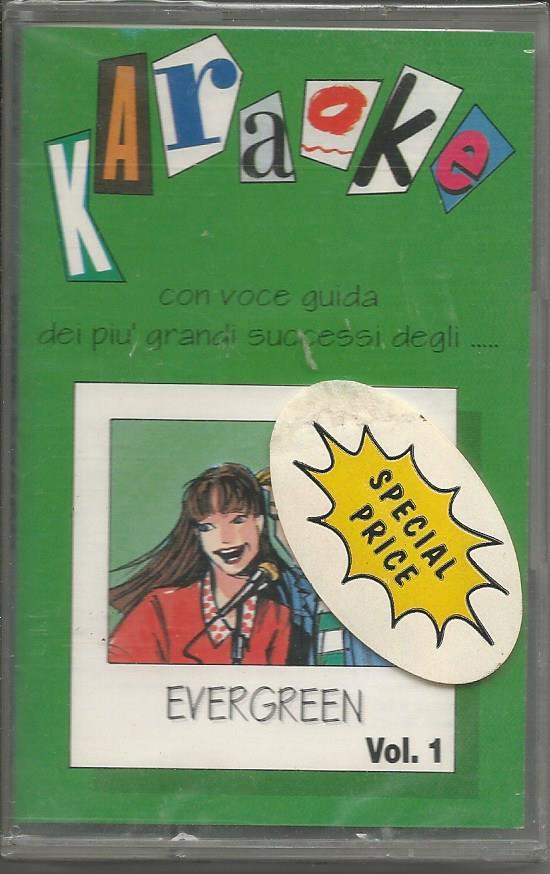 KAraoke
con voce guida
dei piu' grandi successi degli .....
SPECIAL
PRICE
EVERGREEN
Vol. 1